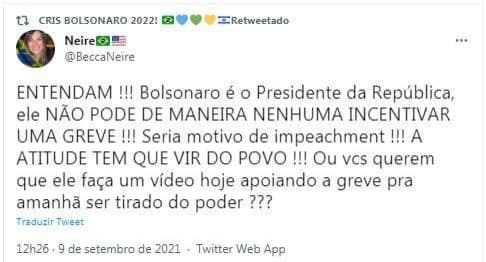 CRIS BOLSONARO 2022! 🇧🇷💚💙💛🇮🇱Retweetado
Neire🇧🇷🇺🇸
@BeccaNeire
ENTENDAM !!! Bolsonaro é o Presidente da República,
ele NÃO PODE DE MANEIRA NENHUMA INCENTIVAR
UMA GREVE !!! Seria motivo de impeachment !!! A
ATITUDE TEM QUE VIR DO POVO !!! Ou vcs querem
que ele faça um vídeo hoje apoiando a greve pra
amanhã ser tirado do poder ???
Traduzir Tweet
12h26 · 9 de setembro de 2021 · Twitter Web App